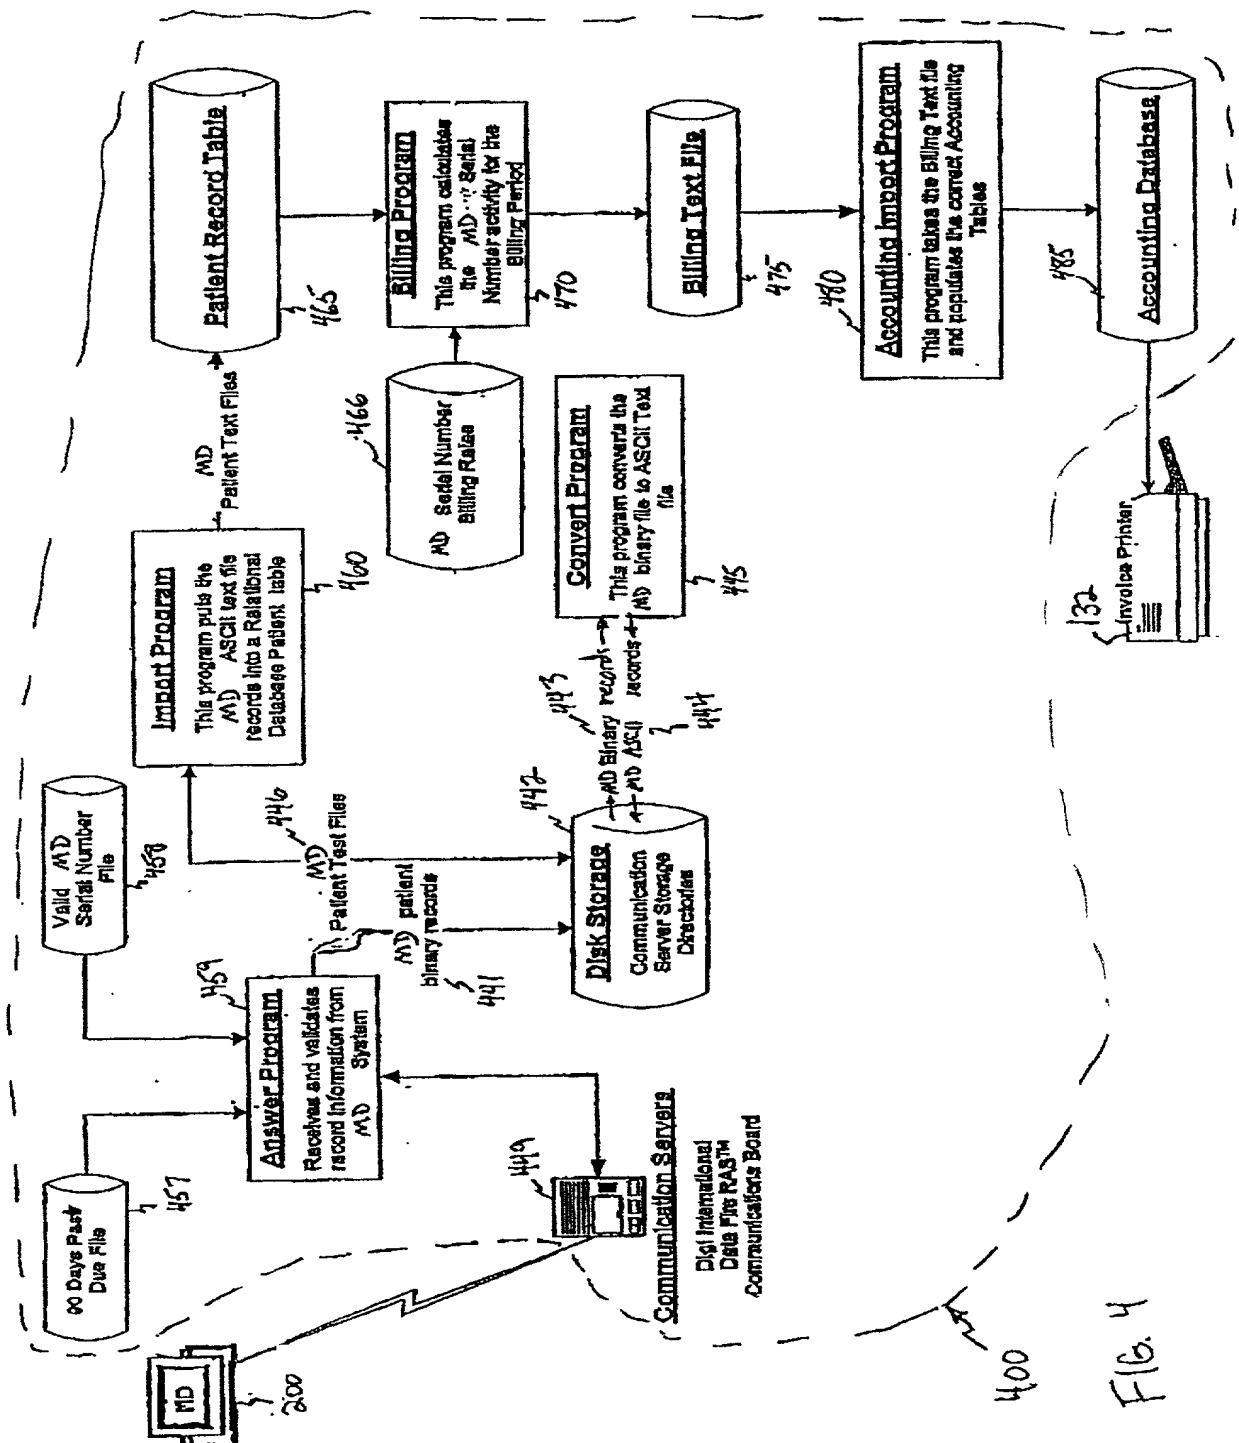 MD
200
90 Days Past
Due File
457
Valid MD
Serial Number
File
458
Answer Program
Receives and validates
record information from
MD System
459
449
Communication Servers
Digi International
Data Fire RAS™
Communications Board
446
MD
Patient Test Files
MD patient
binary records
441
Disk Storage
Communication
Server Storage
Directories
442
443
MD Binary records
MD ASCII records
444
Convert Program
This program converts the
MD binary file to ASCII Text
file
445
Import Program
This program puts the
MD ASCII text file
records into a Relational
Database Patient table
460
MD
Patient Text Files
Patient Record Table
465
MD Serial Number
Billing Rates
466
Billing Program
This program calculates
the MD Serial
Number activity for the
Billing Period
470
Billing Text File
475
Accounting Import Program
This program takes the Billing Text file
and populates the correct Accounting
Tables
480
Accounting Database
485
132
Invoice Printer
400
FIG. 4